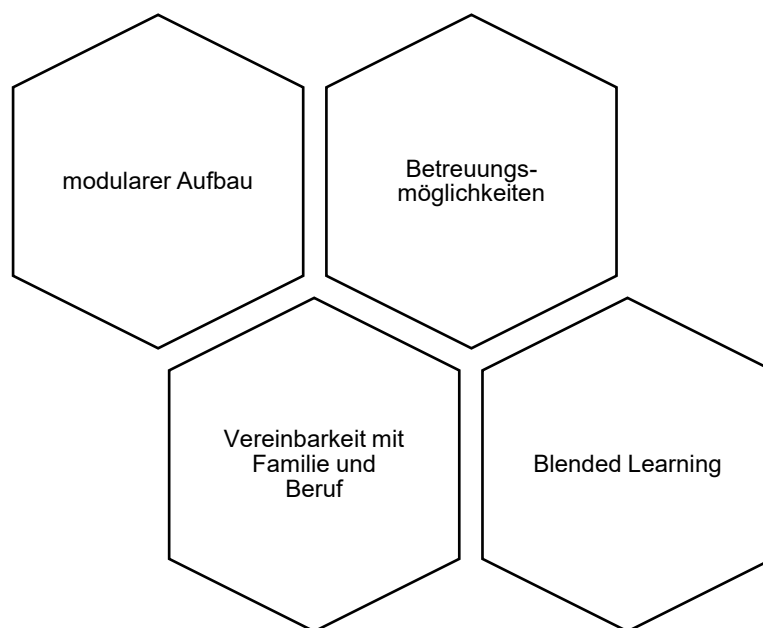 modularer Aufbau
Betreuungs-
möglichkeiten
Vereinbarkeit mit
Familie und
Beruf
Blended Learning